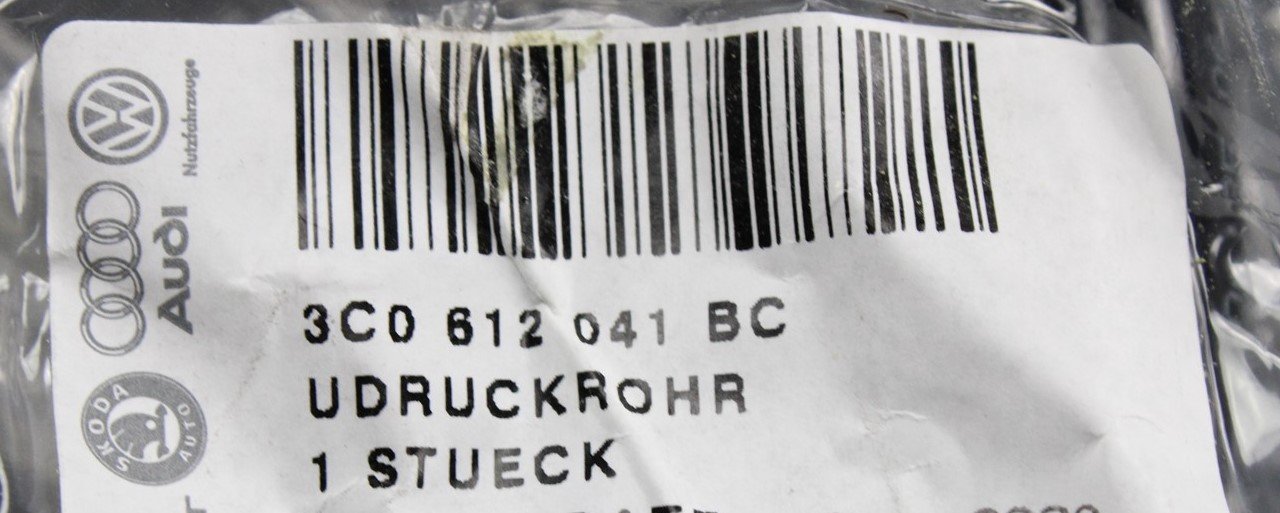 Nutzfahrzeuge
Audi
SKODA
AUTO
3C0 612 041 BC
UDRUCKROHR
1 STUECK